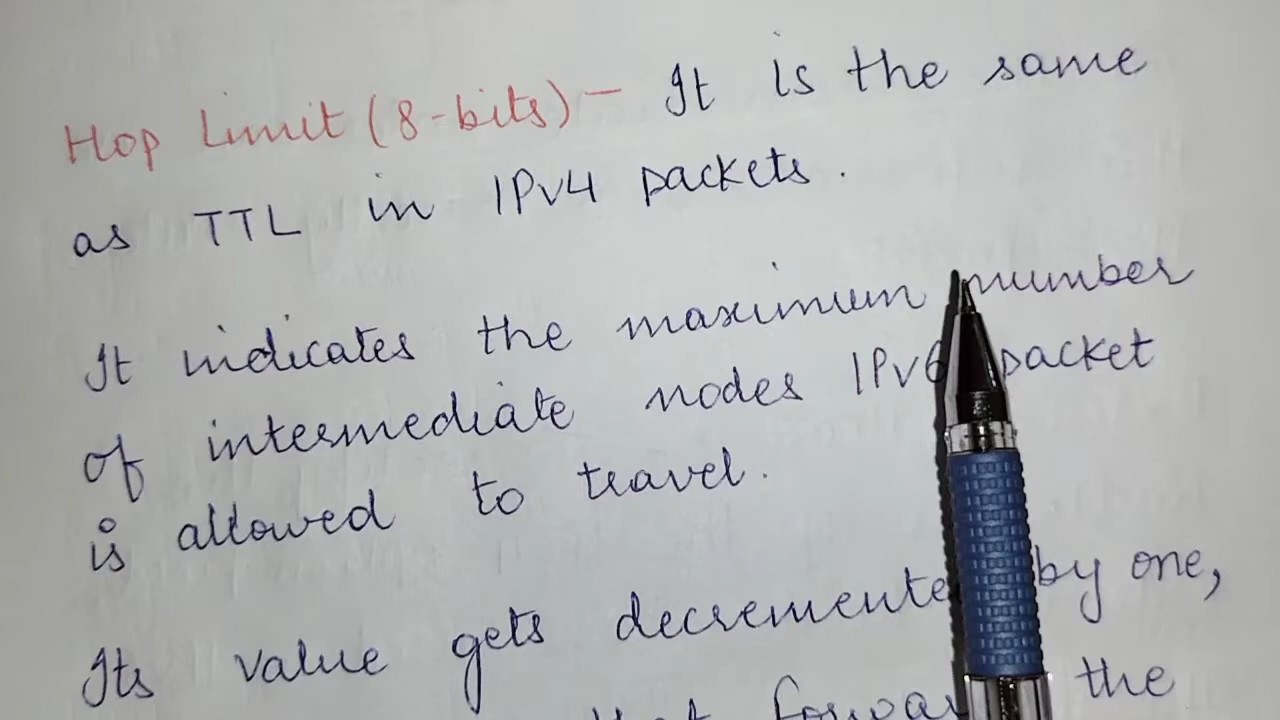 Hop Limit (8-bits) - It is the same
as TTL in IPv4 packets.
It indicates the maximum number
of intermediate nodes IPv6 packet
is allowed to travel.
Its value gets decremente by one,
the